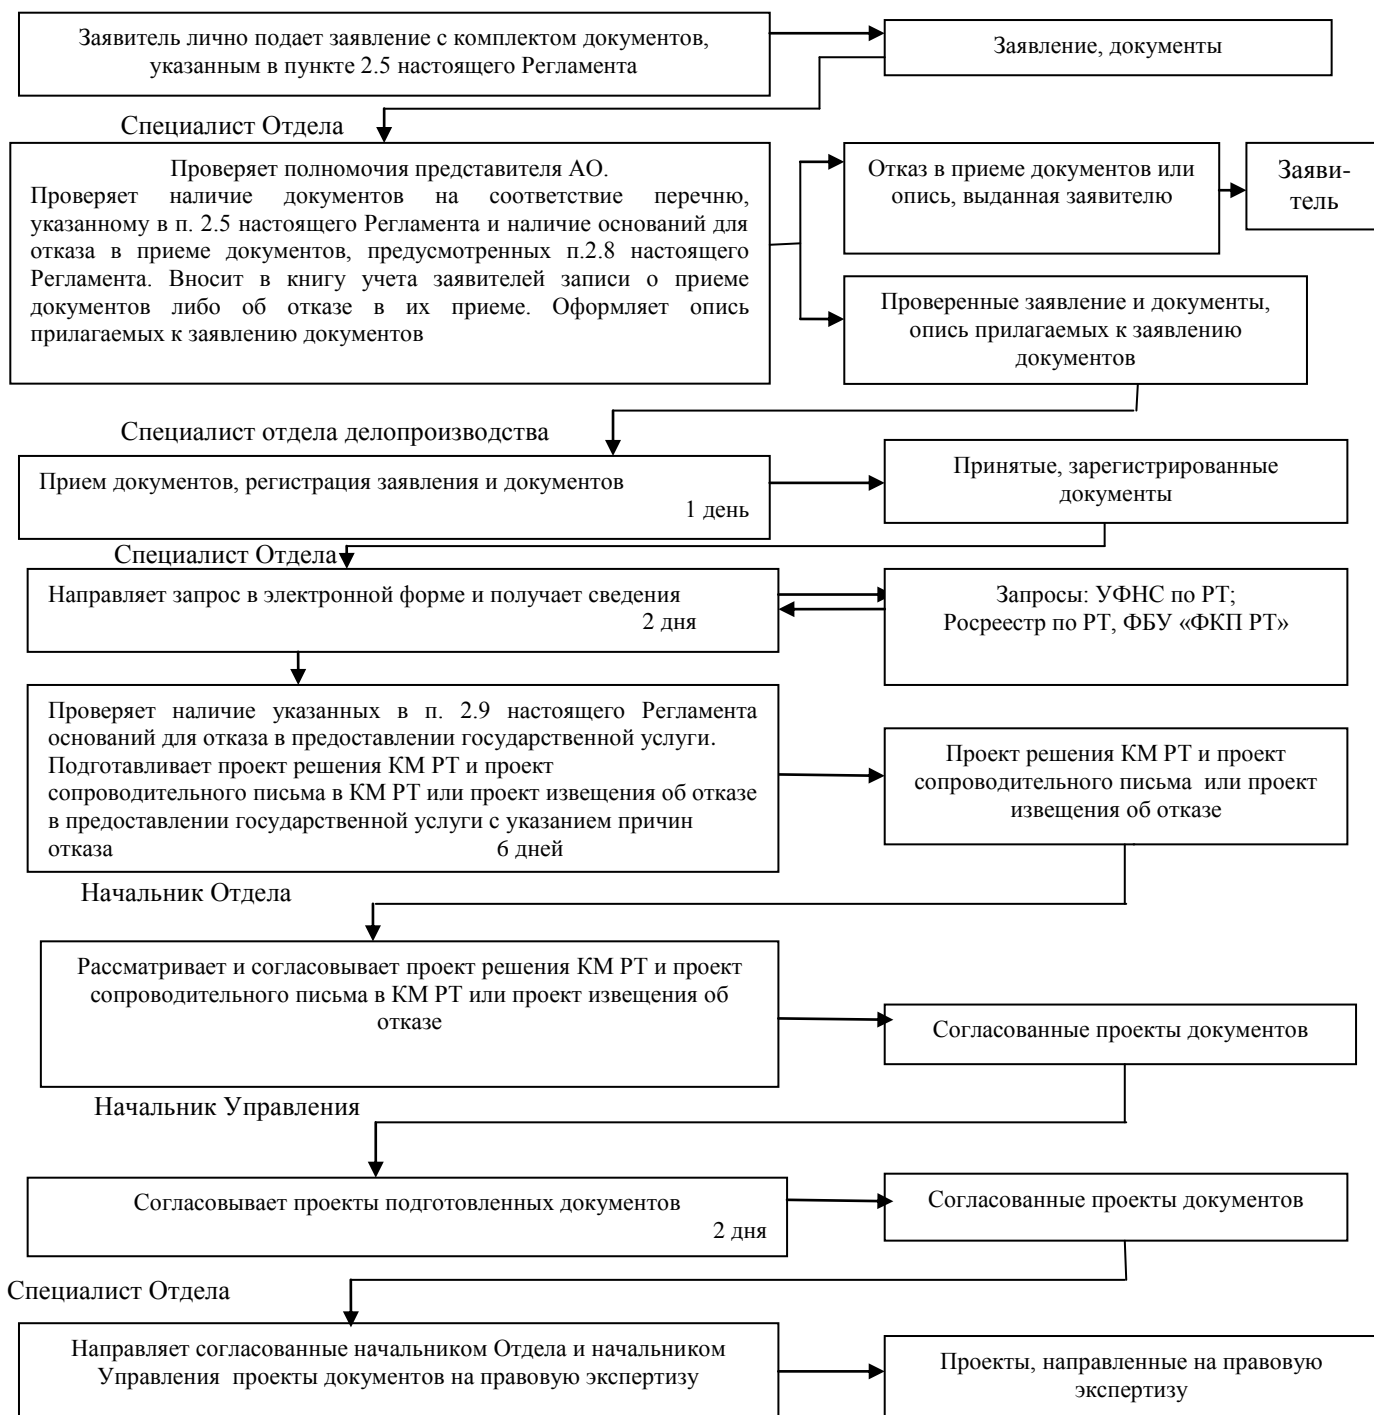 Заявитель лично подает заявление с комплектом документов,
указанным в пункте 2.5 настоящего Регламента
Заявление, документы
Специалист Отдела
Проверяет полномочия представителя АО.
Проверяет наличие документов на соответствие перечню,
указанному в п. 2.5 настоящего Регламента и наличие оснований для
отказа в приеме документов, предусмотренных п.2.8 настоящего
Регламента. Вносит в книгу учета заявителей записи о приеме
документов либо об отказе в их приеме. Оформляет опись
прилагаемых к заявлению документов
Отказ в приеме документов или
опись, выданная заявителю
Заяви-
тель
Проверенные заявление и документы,
опись прилагаемых к заявлению
документов
Специалист отдела делопроизводства
Прием документов, регистрация заявления и документов
1 день
Принятые, зарегистрированные
документы
Специалист Отдела
Направляет запрос в электронной форме и получает сведения
2 дня
Запросы: УФНС по РТ;
Росреестр по РТ, ФБУ «ФКП РТ»
Проверяет наличие указанных в п. 2.9 настоящего Регламента
оснований для отказа в предоставлении государственной услуги.
Подготавливает проект решения КМ РТ и проект
сопроводительного письма в КМ РТ или проект извещения об отказе
в предоставлении государственной услуги с указанием причин
отказа 6 дней
Проект решения КМ РТ и проект
сопроводительного письма или проект
извещения об отказе
Начальник Отдела
Рассматривает и согласовывает проект решения КМ РТ и проект
сопроводительного письма в КМ РТ или проект извещения об
отказе
Согласованные проекты документов
Начальник Управления
Согласовывает проекты подготовленных документов
2 дня
Согласованные проекты документов
Специалист Отдела
Направляет согласованные начальником Отдела и начальником
Управления проекты документов на правовую экспертизу
Проекты, направленные на правовую
экспертизу